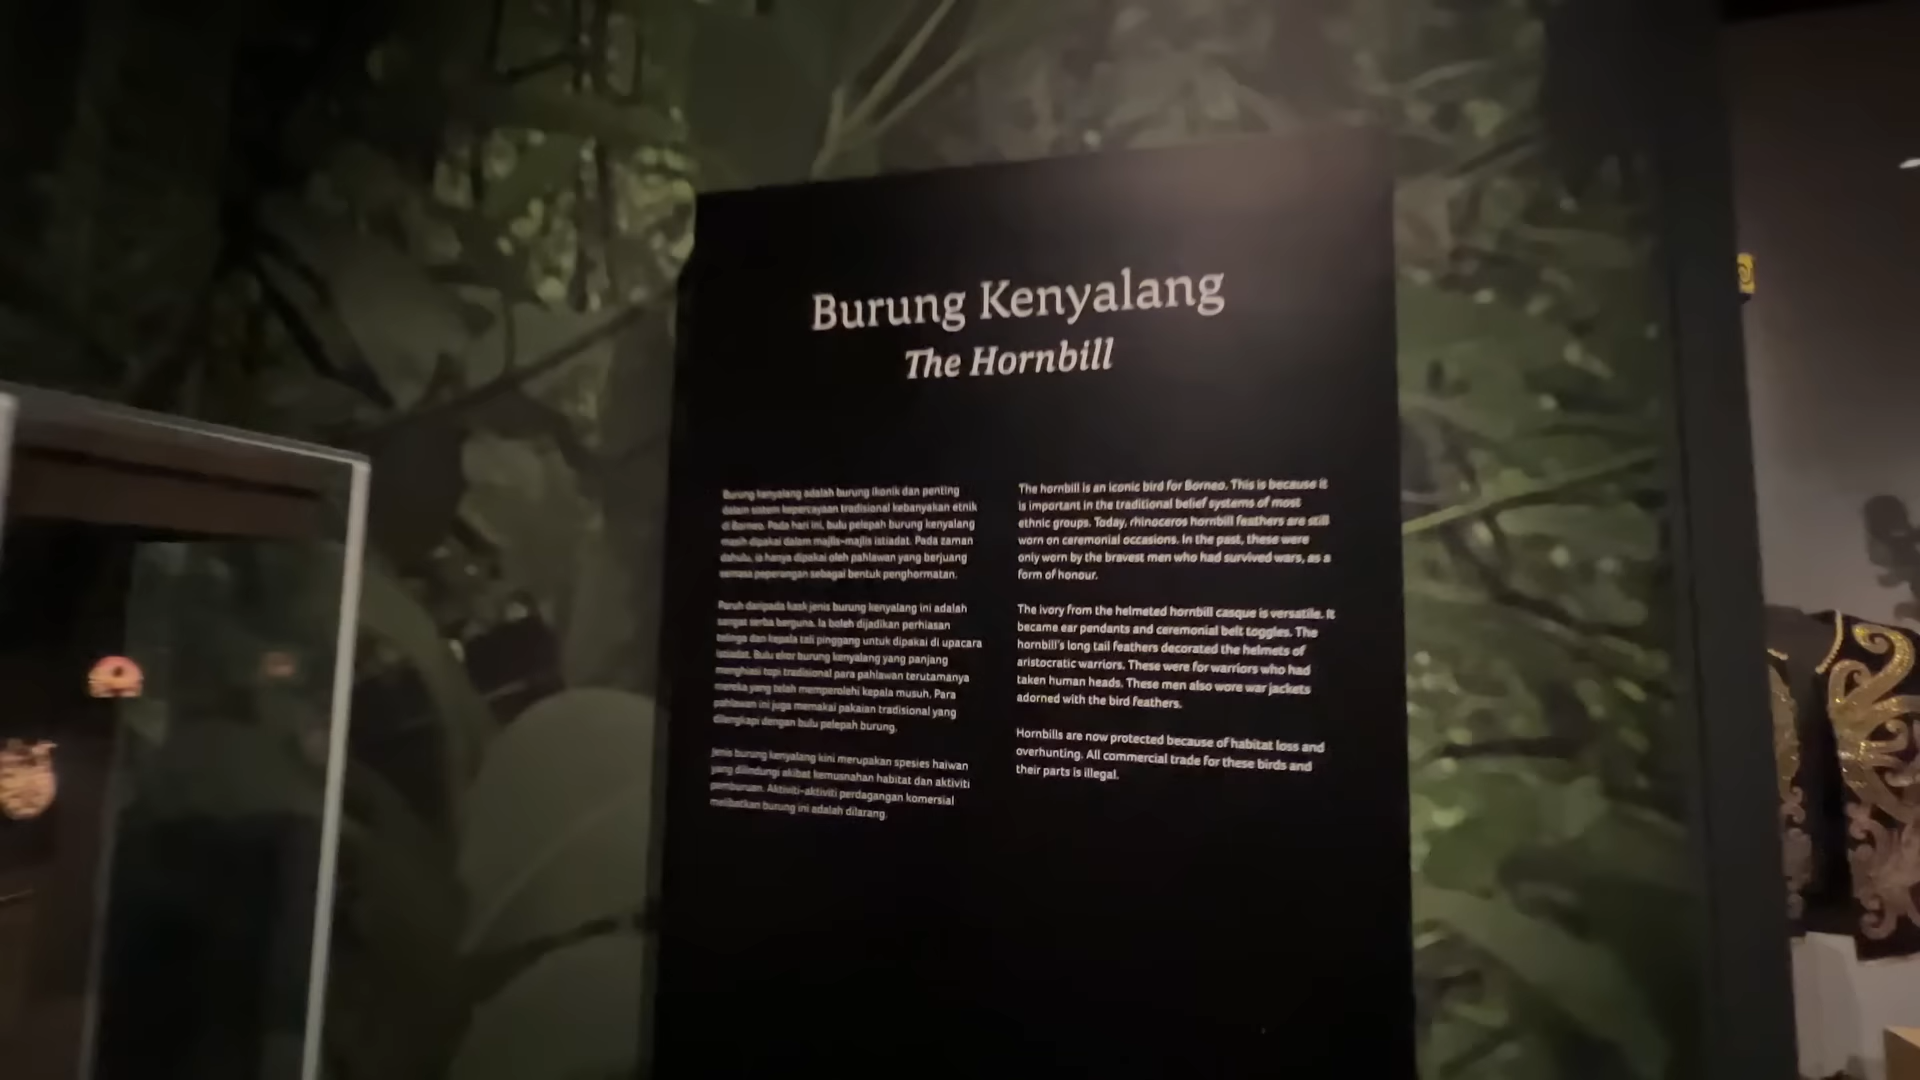 Burung Kenyalang
The Hornbill
Burung kenyalang adalah burung ikonik dan penting
dalam sistem kepercayaan tradisional kebanyakan etnik
di Borneo. Pada hari ini, bulu pelepah burung kenyalang
masih dipakai dalam majlis-majlis istiadat. Pada zaman
dahulu, ia hanya dipakai oleh pahlawan yang berjuang
semasa peperangan sebagai bentuk penghormatan.
Paruh daripada kask jenis burung kenyalang ini adalah
sangat serba berguna. Ia boleh dijadikan perhiasan
telinga dan kepala tali pinggang untuk dipakai di upacara
istiadat. Bulu ekor burung kenyalang yang panjang
menghiasi topi tradisional para pahlawan terutamanya
mereka yang telah memperolehi kepala musuh. Para
pahlawan ini juga memakai pakaian tradisional yang
dilengkapi dengan bulu pelepah burung.
Jenis burung kenyalang kini merupakan spesies haiwan
yang dilindungi akibat kemusnahan habitat dan aktiviti
pemburuan. Aktiviti-aktiviti perdagangan komersial
melibatkan burung ini adalah dilarang.
The hornbill is an iconic bird for Borneo. This is because it
is important in the traditional belief systems of most
ethnic groups. Today, rhinoceros hornbill feathers are still
worn on ceremonial occasions. In the past, these were
only worn by the bravest men who had survived wars, as a
form of honour.
The ivory from the helmeted hornbill casque is versatile. It
became ear pendants and ceremonial belt toggles. The
hornbill's long tail feathers decorated the helmets of
aristocratic warriors. These were for warriors who had
taken human heads. These men also wore war jackets
adorned with the bird feathers.
Hornbills are now protected because of habitat loss and
overhunting. All commercial trade for these birds and
their parts is illegal.